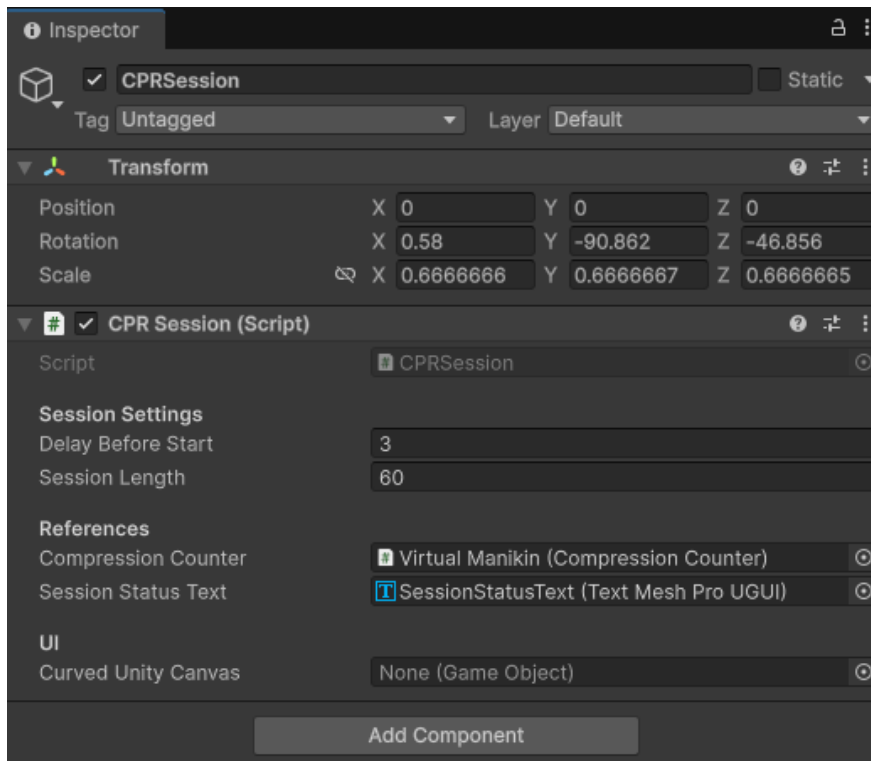 Inspector
CPRSession Static
Tag Untagged Layer Default
Transform
Position X 0 Y 0 Z 0
Rotation X 0.58 Y -90.862 Z -46.856
Scale X 0.6666666 Y 0.6666667 Z 0.6666665
# CPR Session (Script)
Script # CPRSession
Session Settings
Delay Before Start 3
Session Length 60
References
Compression Counter # Virtual Manikin (Compression Counter)
Session Status Text T SessionStatusText (Text Mesh Pro UGUI)
UI
Curved Unity Canvas None (Game Object)
Add Component